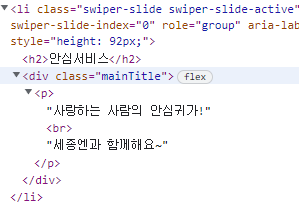 ▼<li class="swiper-slide swiper-slide-active"
swiper-slide-index="0" role="group" aria-lab
style="height: 92px;">
<h2>안심서비스</h2>
▼<div class="mainTitle"> flex
▼<p>
"사랑하는 사람의 안심귀가!"
<br>
"세종엔과 함께해요~"
</p>
</div>
</li>